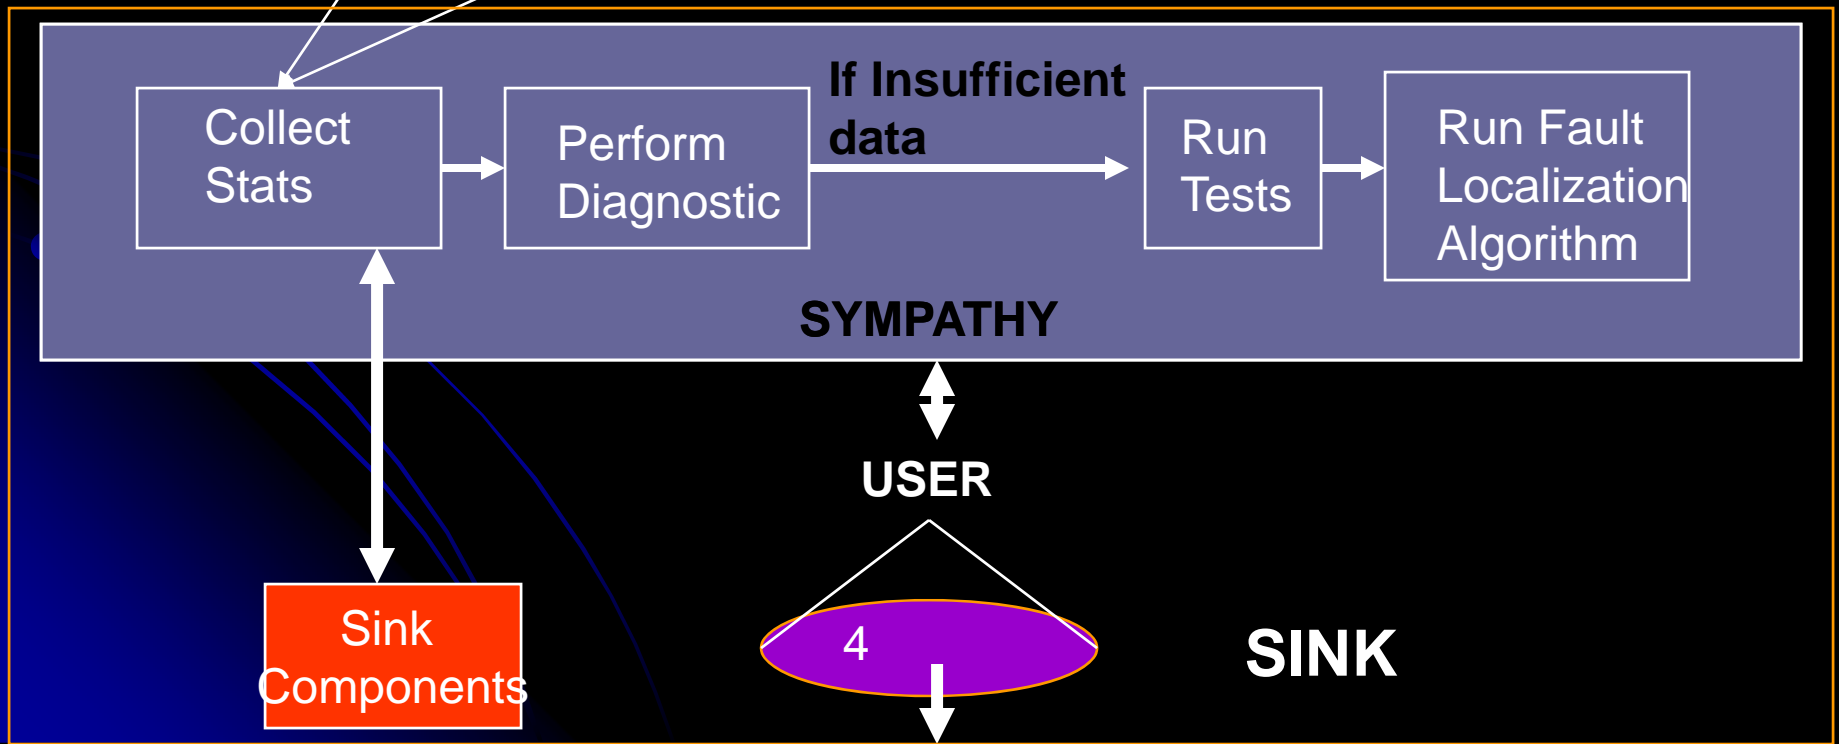 Collect
Stats
Perform
Diagnostic
If Insufficient
data
Run
Tests
Run Fault
Localization
Algorithm
SYMPATHY
USER
Sink
Components
4
SINK